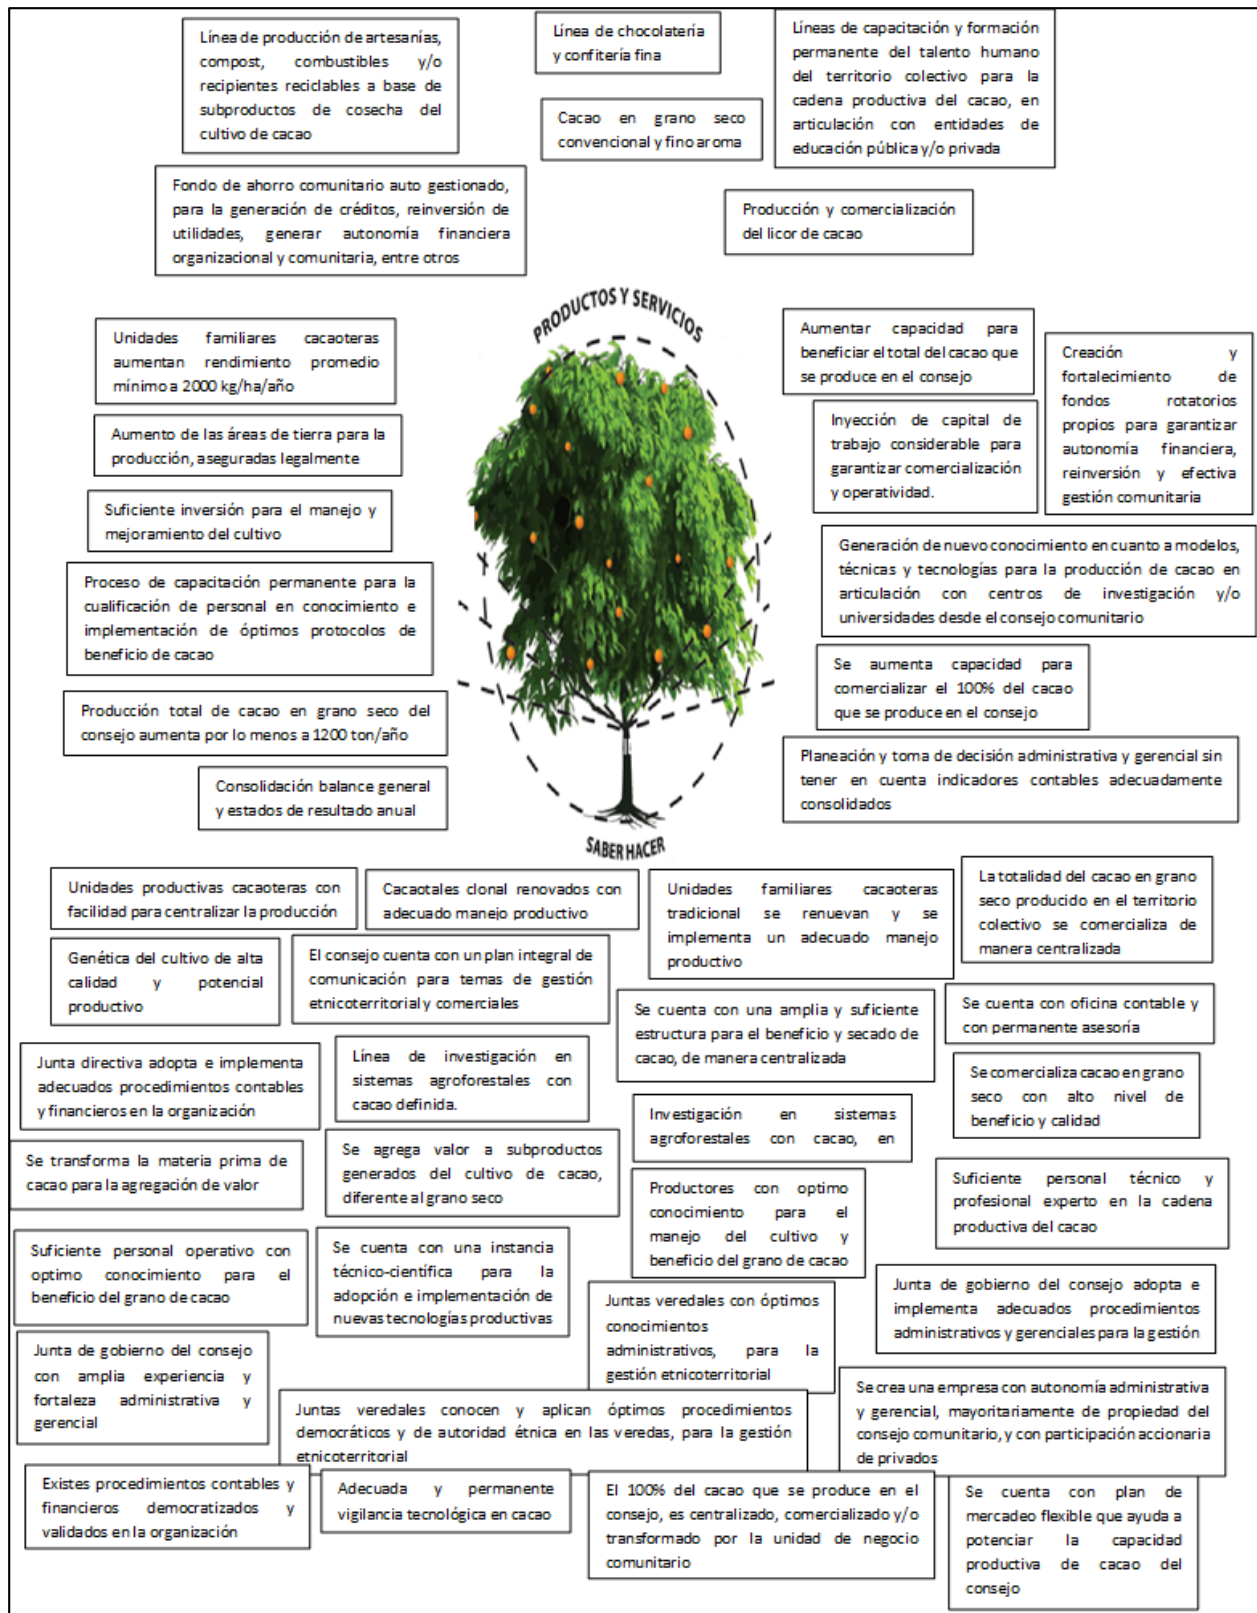 Línea de producción de artesanías,
compost, combustibles y/o
recipientes reciclables a base de
subproductos de cosecha del
cultivo de cacao
Línea de chocolatería
y confitería fina
Líneas de capacitación y formación
permanente del talento humano
del territorio colectivo para la
cadena productiva del cacao, en
articulación con entidades de
educación pública y/o privada
Cacao en grano seco
convencional y fino aroma
Fondo de ahorro comunitario auto gestionado,
para la generación de créditos, reinversión de
utilidades, generar autonomía financiera
organizacional y comunitaria, entre otros
Producción y comercialización
del licor de cacao
PRODUCTOS Y SERVICIOS
Unidades familiares cacaoteras
aumentan rendimiento promedio
mínimo a 2000 kg/ha/año
Aumento de las áreas de tierra para la
producción, aseguradas legalmente
Suficiente inversión para el manejo y
mejoramiento del cultivo
Proceso de capacitación permanente para la
cualificación de personal en conocimiento e
implementación de óptimos protocolos de
beneficio de cacao
Producción total de cacao en grano seco del
consejo aumenta por lo menos a 1200 ton/año
Consolidación balance general
y estados de resultado anual
Aumentar capacidad para
beneficiar el total del cacao que
se produce en el consejo
Creación y
fortalecimiento de
fondos rotatorios
propios para garantizar
autonomía financiera,
reinversión y efectiva
gestión comunitaria
Inyección de capital de
trabajo considerable para
garantizar comercialización
y operatividad.
Generación de nuevo conocimiento en cuanto a modelos,
técnicas y tecnologías para la producción de cacao en
articulación con centros de investigación y/o
universidades desde el consejo comunitario
Se aumenta capacidad para
comercializar el 100% del cacao
que se produce en el consejo
Planeación y toma de decisión administrativa y gerencial sin
tener en cuenta indicadores contables adecuadamente
consolidados
SABER HACER
Unidades productivas cacaoteras con
facilidad para centralizar la producción
Cacaotales clonal renovados con
adecuado manejo productivo
Unidades familiares cacaoteras
tradicional se renuevan y se
implementa un adecuado manejo
productivo
La totalidad del cacao en grano
seco producido en el territorio
colectivo se comercializa de
manera centralizada
Genética del cultivo de alta
calidad y potencial
productivo
El consejo cuenta con un plan integral de
comunicación para temas de gestión
etnicoterritorial y comerciales
Se cuenta con una amplia y suficiente
estructura para el beneficio y secado de
cacao, de manera centralizada
Se cuenta con oficina contable y
con permanente asesoría
Junta directiva adopta e implementa
adecuados procedimientos contables
y financieros en la organización
Línea de investigación en
sistemas agroforestales con
cacao definida.
Se comercializa cacao en grano
seco con alto nivel de
beneficio y calidad
Investigación en sistemas
agroforestales con cacao, en
Se transforma la materia prima de
cacao para la agregación de valor
Se agrega valor a subproductos
generados del cultivo de cacao,
diferente al grano seco
Productores con optimo
conocimiento para el
manejo del cultivo y
beneficio del grano de cacao
Suficiente personal técnico y
profesional experto en la cadena
productiva del cacao
Suficiente personal operativo con
optimo conocimiento para el
beneficio del grano de cacao
Se cuenta con una instancia
técnico-científica para la
adopción e implementación de
nuevas tecnologías productivas
Juntas veredales con óptimos
conocimientos
administrativos, para la
gestión etnicoterritorial
Junta de gobierno del consejo adopta e
implementa adecuados procedimientos
administrativos y gerenciales para la gestión
Junta de gobierno del consejo
con amplia experiencia y
fortaleza administrativa y
gerencial
Juntas veredales conocen y aplican óptimos procedimientos
democráticos y de autoridad étnica en las veredas, para la gestión
etnicoterritorial
Se crea una empresa con autonomía administrativa
y gerencial, mayoritariamente de propiedad del
consejo comunitario, y con participación accionaria
de privados
Existes procedimientos contables y
financieros democratizados y
validados en la organización
Adecuada y permanente
vigilancia tecnológica en cacao
El 100% del cacao que se produce en el
consejo, es centralizado, comercializado y/o
transformado por la unidad de negocio
comunitario
Se cuenta con plan de
mercadeo flexible que ayuda a
potenciar la capacidad
productiva de cacao del
consejo